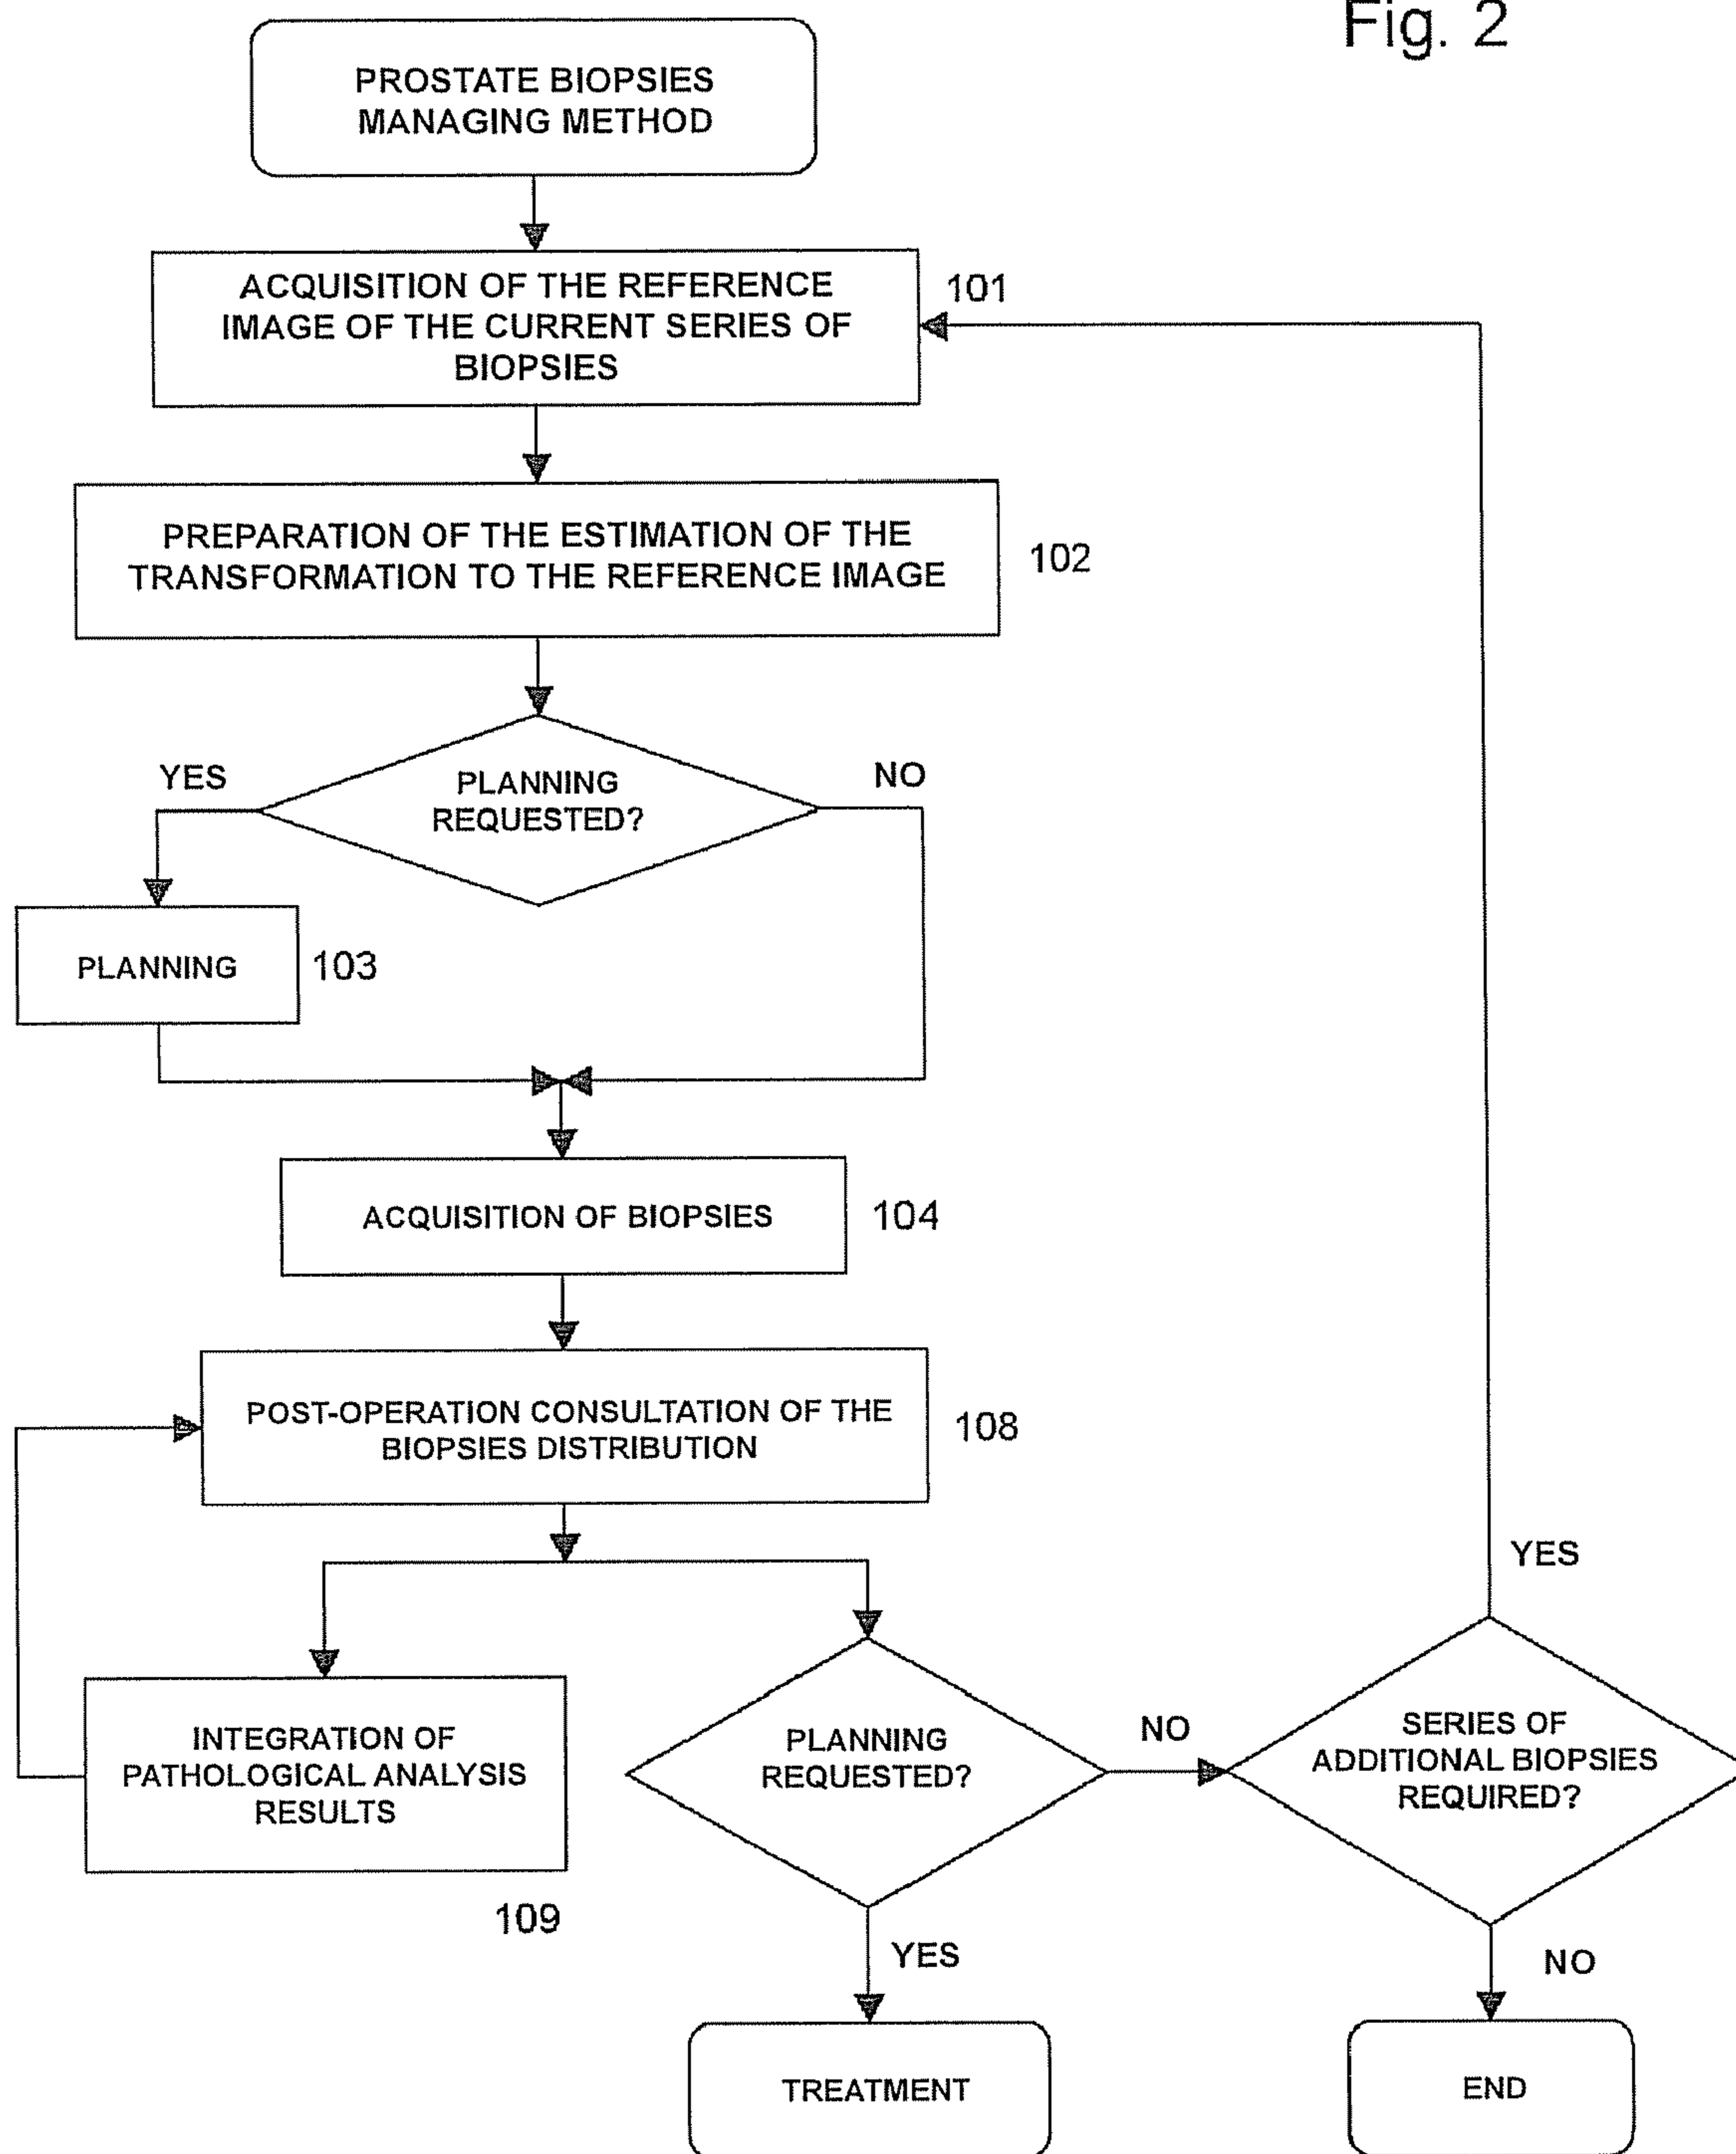 Fig. 2
PROSTATE BIOPSIES
MANAGING METHOD
ACQUISITION OF THE REFERENCE
IMAGE OF THE CURRENT SERIES OF
BIOPSIES
101
PREPARATION OF THE ESTIMATION OF THE
TRANSFORMATION TO THE REFERENCE IMAGE
102
YES
PLANNING
REQUESTED?
NO
PLANNING
103
ACQUISITION OF BIOPSIES
104
POST-OPERATION CONSULTATION OF THE
BIOPSIES DISTRIBUTION
108
INTEGRATION OF
PATHOLOGICAL ANALYSIS
RESULTS
109
PLANNING
REQUESTED?
NO
YES
SERIES OF
ADDITIONAL BIOPSIES
REQUIRED?
YES
NO
TREATMENT
END